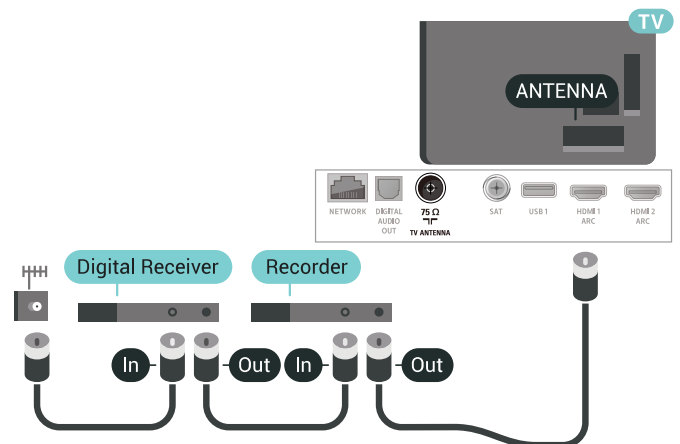 TV
ANTENNA
NETWORK
DIGITAL
AUDIO
OUT
75 Ω
TV ANTENNA
SAT
USB 1
HDMI 1
ARC
HDMI 2
ARC
Digital Receiver
Recorder
In
Out
In
Out